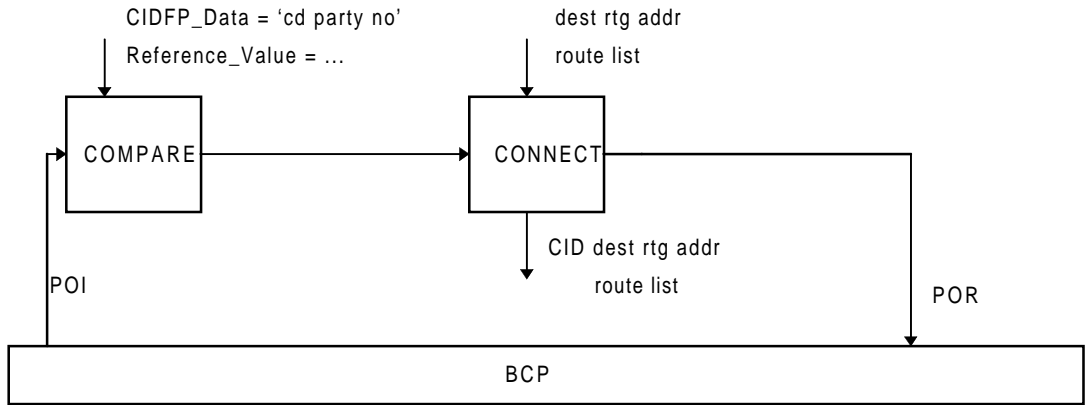 CIDFP_Data = ‘cd party no’
Reference_Value = ...
dest rtg addr
route list
COMPARE
CONNECT
CID dest rtg addr
route list
POI
POR
BCP